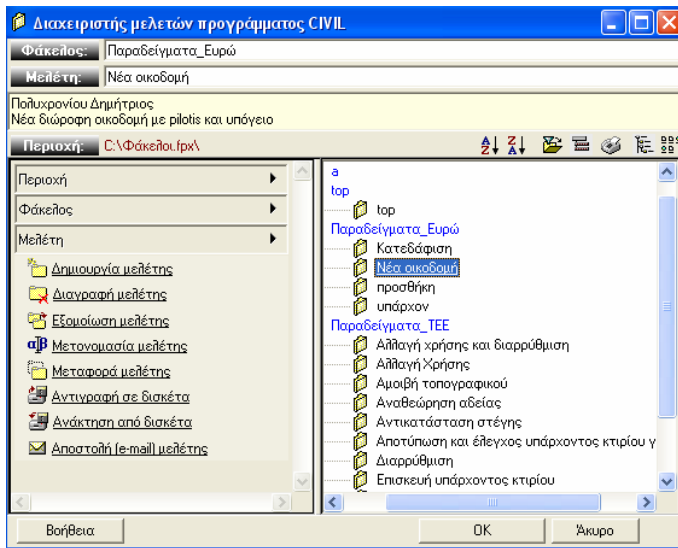 Διαχειριστής μελετών προγράμματος CIVIL
Φάκελος: Παραδείγματα_Ευρώ
Μελέτη: Νέα οικοδομή
Πολυχρονίου Δημήτριος
Νέα διώροφη οικοδομή με pilotis και υπόγειο
Περιοχή: C:\Φάκελοι.fpx\
Περιοχή
Φάκελος
Μελέτη
Δημιουργία μελέτης
Διαγραφή μελέτης
Εξομοίωση μελέτης
αβ Μετονομασία μελέτης
Μεταφορά μελέτης
Αντιγραφή σε δισκέτα
Ανάκτηση από δισκέτα
Αποστολή (e-mail) μελέτης
a
top
top
Παραδείγματα_Ευρώ
Κατεδάφιση
Νέα οικοδομή
προσθήκη
υπάρχον
Παραδείγματα_ΤΕΕ
Αλλαγή χρήσης και διαρρύθμιση
Αλλαγή Χρήσης
Αμοιβή τοπογραφικού
Αναθεώρηση αδείας
Αντικατάσταση στέγης
Αποτύπωση και έλεγχος υπάρχοντος κτιρίου γ
Διαρρύθμιση
Επισκευή υπάρχοντος κτιρίου
Βοήθεια OK Άκυρο